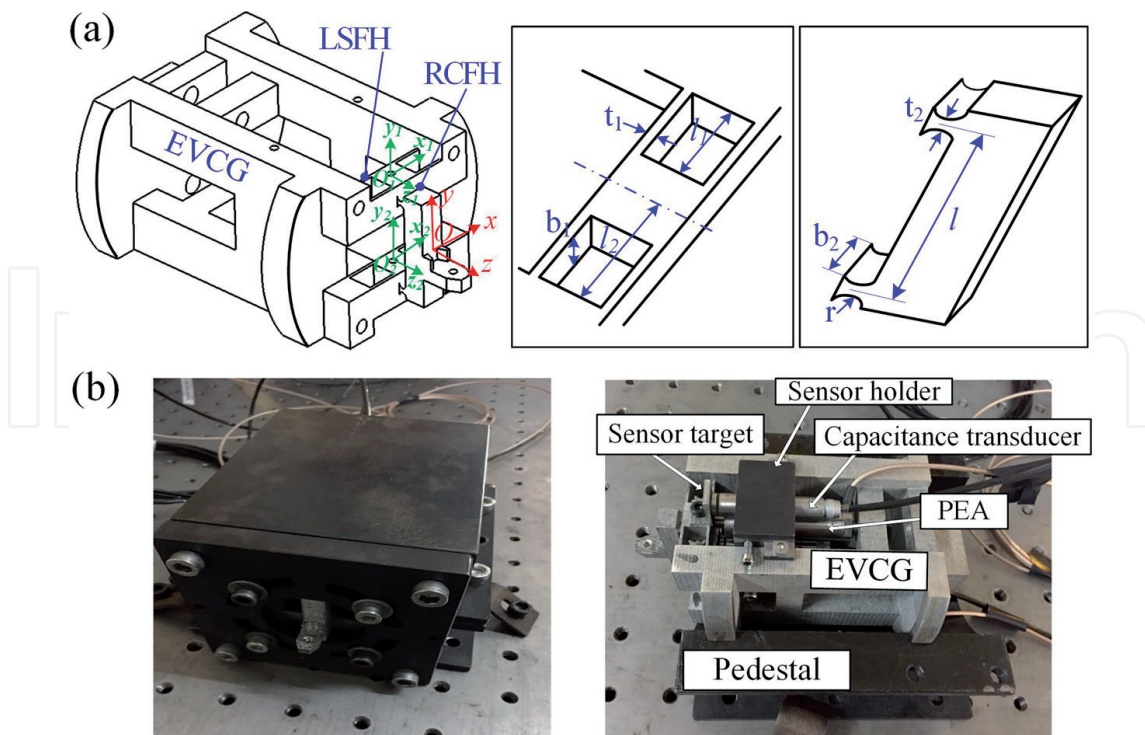 (a)
LSFH
RCFH
EVCG
y1
x1
O1
z1
y
y2
x2
O
x
O2
z2
z
t1
l1
b1
l2
t2
l
b2
r
(b)
Sensor holder
Sensor target
Capacitance transducer
PEA
EVCG
Pedestal